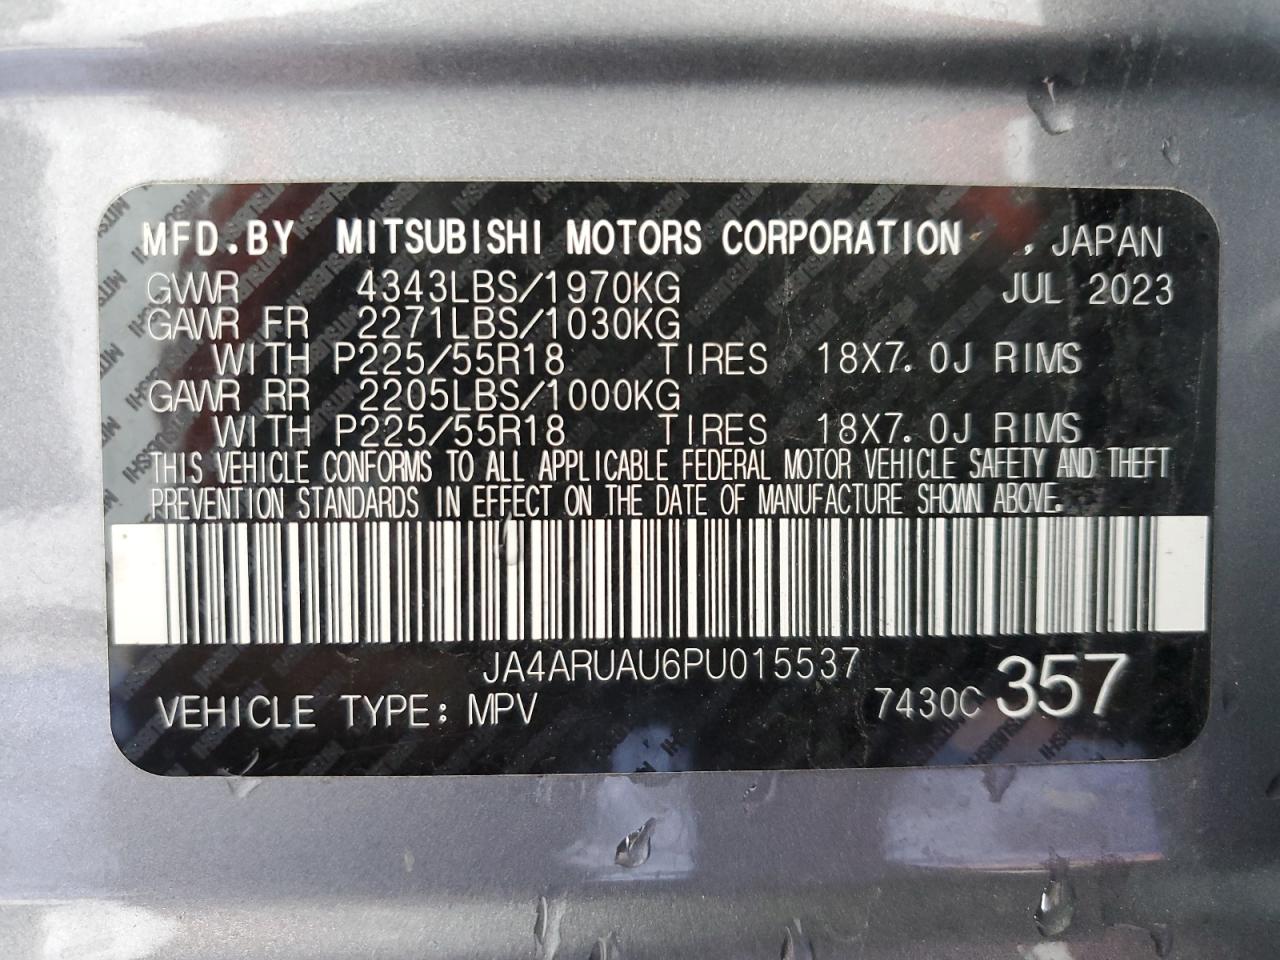 MFD.BY MITSUBISHI MOTORS CORPORATION , JAPAN
GVWR 4343LBS/1970KG JUL 2023
GAWR FR 2271LBS/1030KG
WITH P225/55R18 TIRES 18X7.0J RIMS
GAWR RR 2205LBS/1000KG
WITH P225/55R18 TIRES 18X7.0J RIMS
THIS VEHICLE CONFORMS TO ALL APPLICABLE FEDERAL MOTOR VEHICLE SAFETY AND THEFT
PREVENTION STANDARDS IN EFFECT ON THE DATE OF MANUFACTURE SHOWN ABOVE.
JA4ARUAU6PU015537
VEHICLE TYPE: MPV 7430C 357